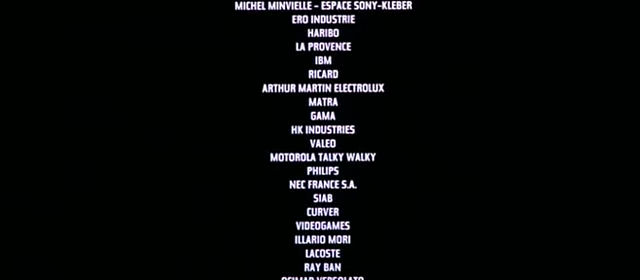 MICHEL MINVIELLE - ESPACE SONY-KLEBER
ERO INDUSTRIE
HARIBO
LA PROVENCE
IBM
RICARD
ARTHUR MARTIN ELECTROLUX
MATRA
GAMA
HK INDUSTRIES
VALEO
MOTOROLA TALKY WALKY
PHILIPS
NEC FRANCE S.A.
SIAB
CURVER
VIDEOGAMES
ILLARIO MORI
LACOSTE
RAY BAN